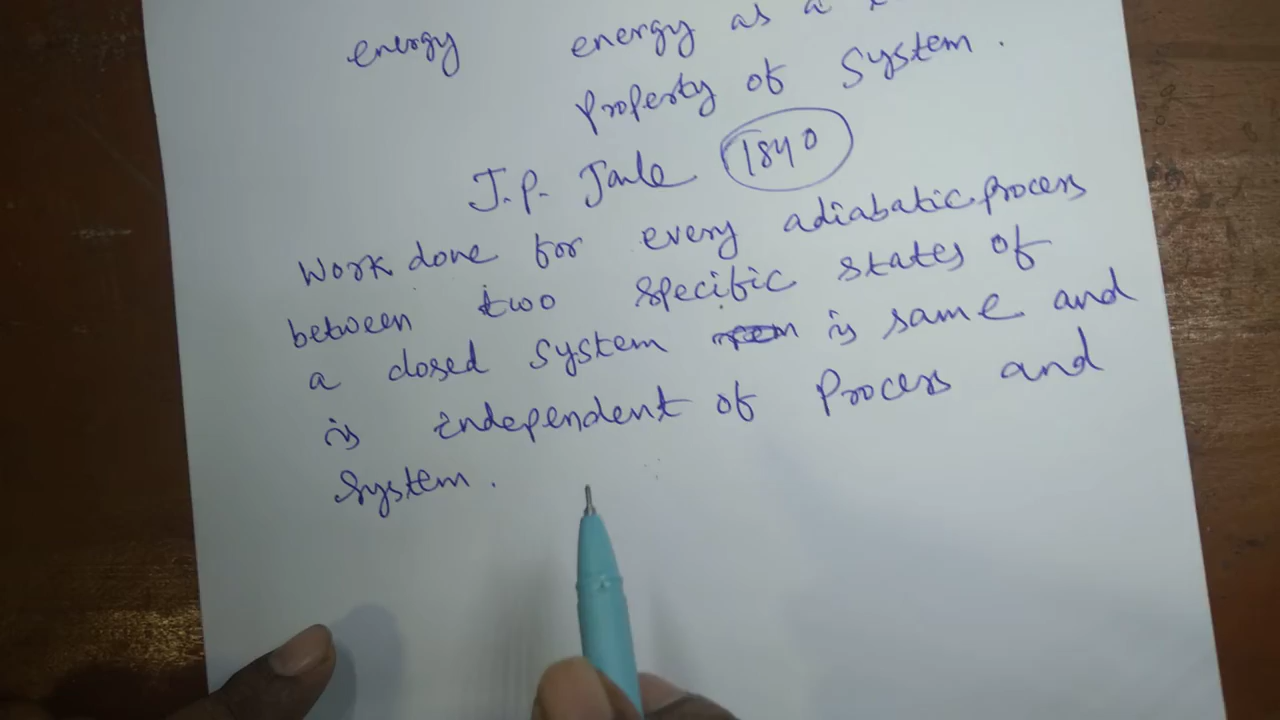 energy energy as a
property of system.
J.P. Joule 1840
Work done for every adiabatic process
between two specific states of
a closed system is same and
is independent of process and
system.